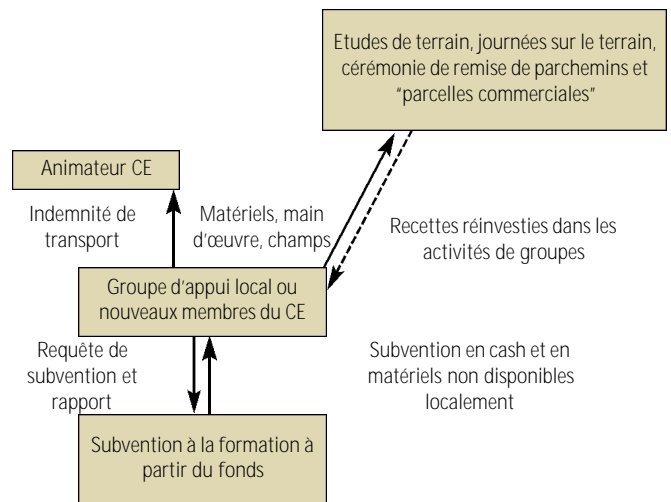 Etudes de terrain, journées sur le terrain,
cérémonie de remise de parchemins et
"parcelles commerciales"
Animateur CE
Indemnité de
transport
Matériels, main
d'œuvre, champs
Recettes réinvesties dans les
activités de groupes
Groupe d'appui local ou
nouveaux membres du CE
Requête de
subvention et
rapport
Subvention en cash et en
matériels non disponibles
localement
Subvention à la formation à
partir du fonds